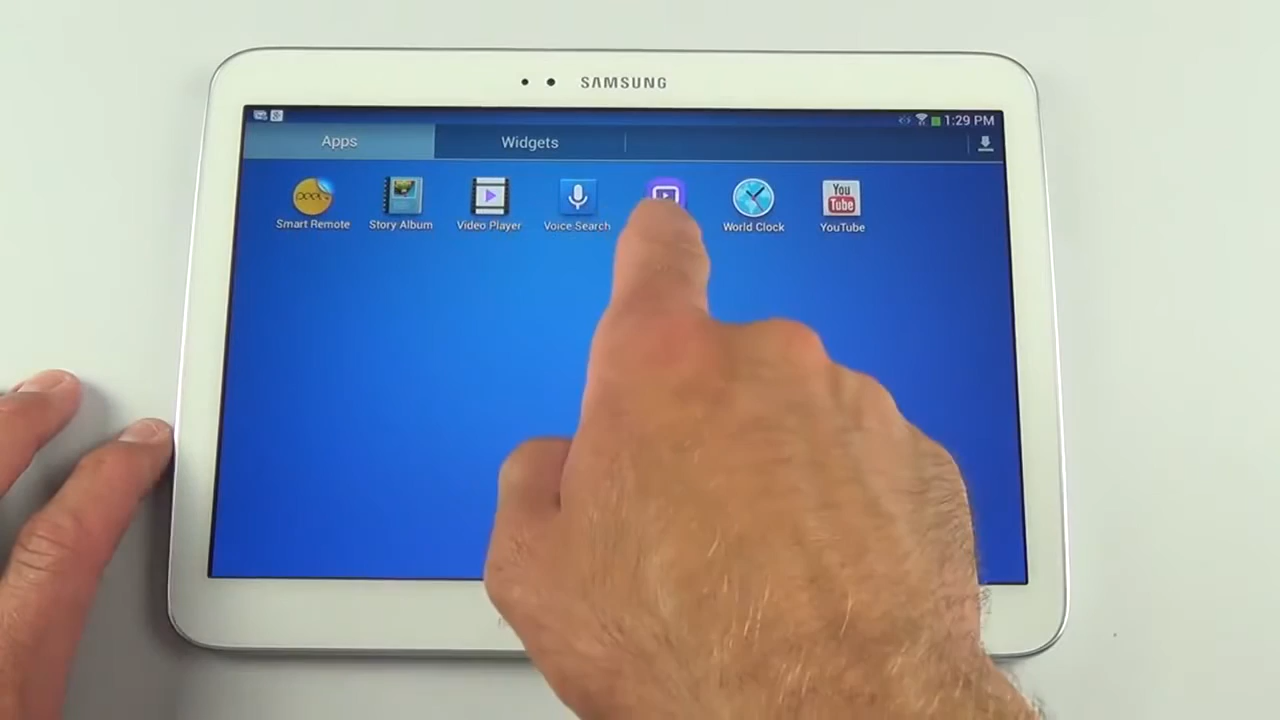 SAMSUNG
1:29 PM
Apps Widgets
Smart Remote Story Album Video Player Voice Search World Clock YouTube
You
Tube